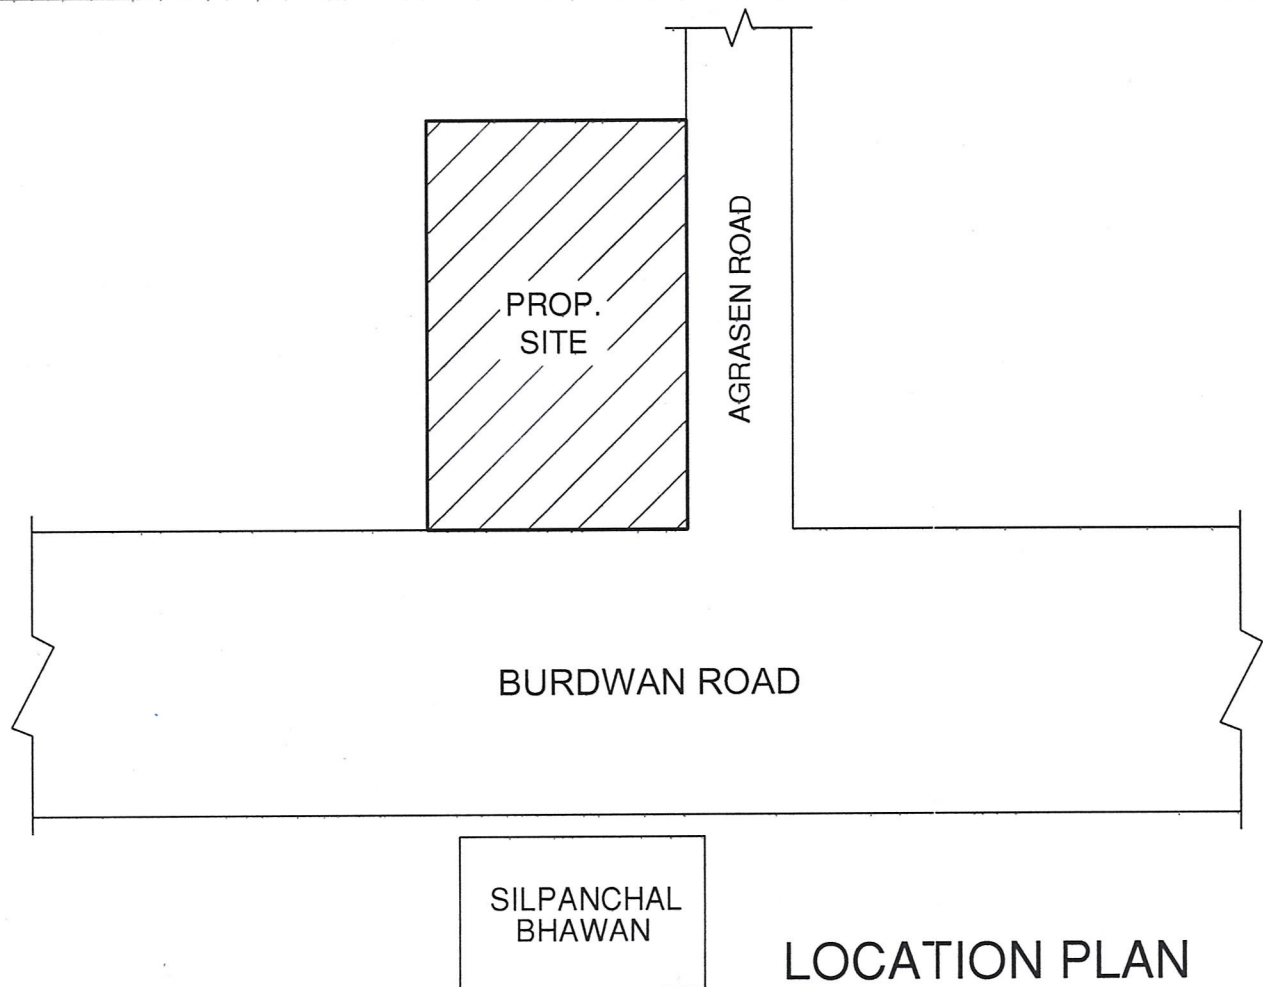 PROP.
SITE
AGRASEN ROAD
BURDWAN ROAD
SILPANCHAL
BHAWAN
LOCATION PLAN